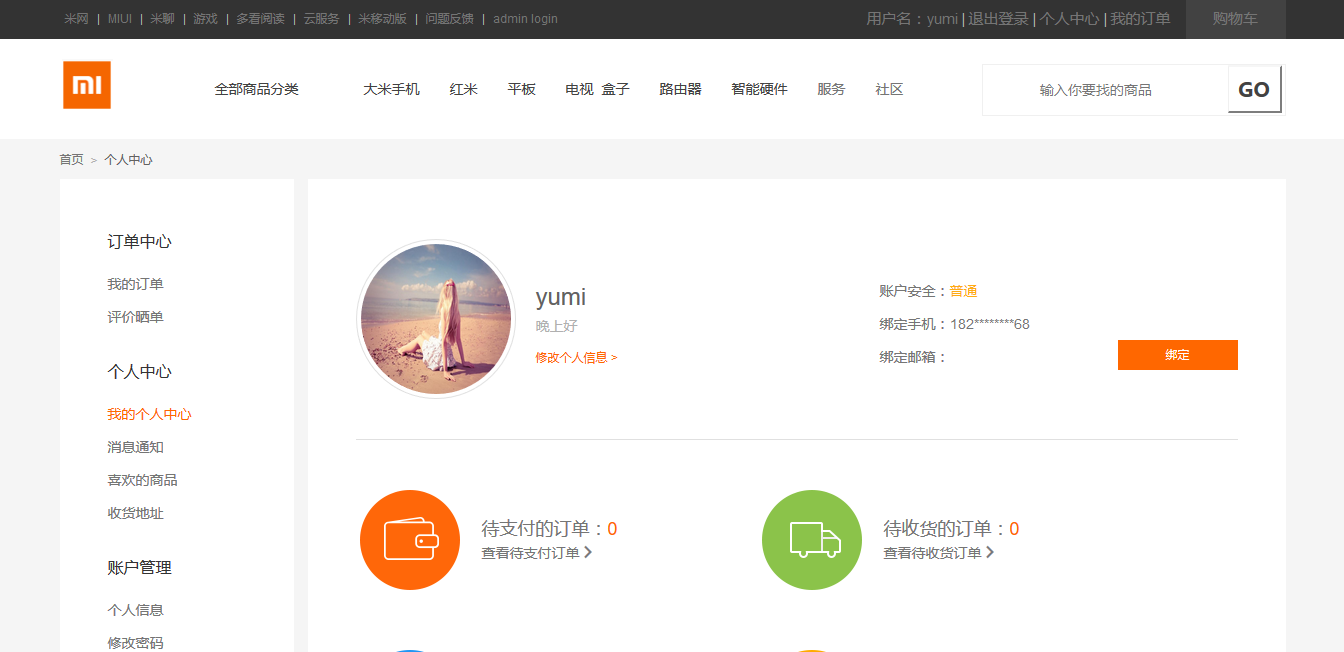 米网 | MIUI | 米聊 | 游戏 | 多看阅读 | 云服务 | 米移动版 | 问题反馈 | admin login
用户名：yumi | 退出登录 | 个人中心 | 我的订单
购物车
mi
全部商品分类
大米手机 红米 平板 电视 盒子 路由器 智能硬件 服务 社区
输入你要找的商品
GO
首页 > 个人中心
订单中心
我的订单
评价晒单
个人中心
我的个人中心
消息通知
喜欢的商品
收货地址
账户管理
个人信息
修改密码
yumi
晚上好
修改个人信息 >
账户安全：普通
绑定手机：182********68
绑定邮箱：
绑定
待支付的订单：0
查看待支付订单 >
待收货的订单：0
查看待收货订单 >